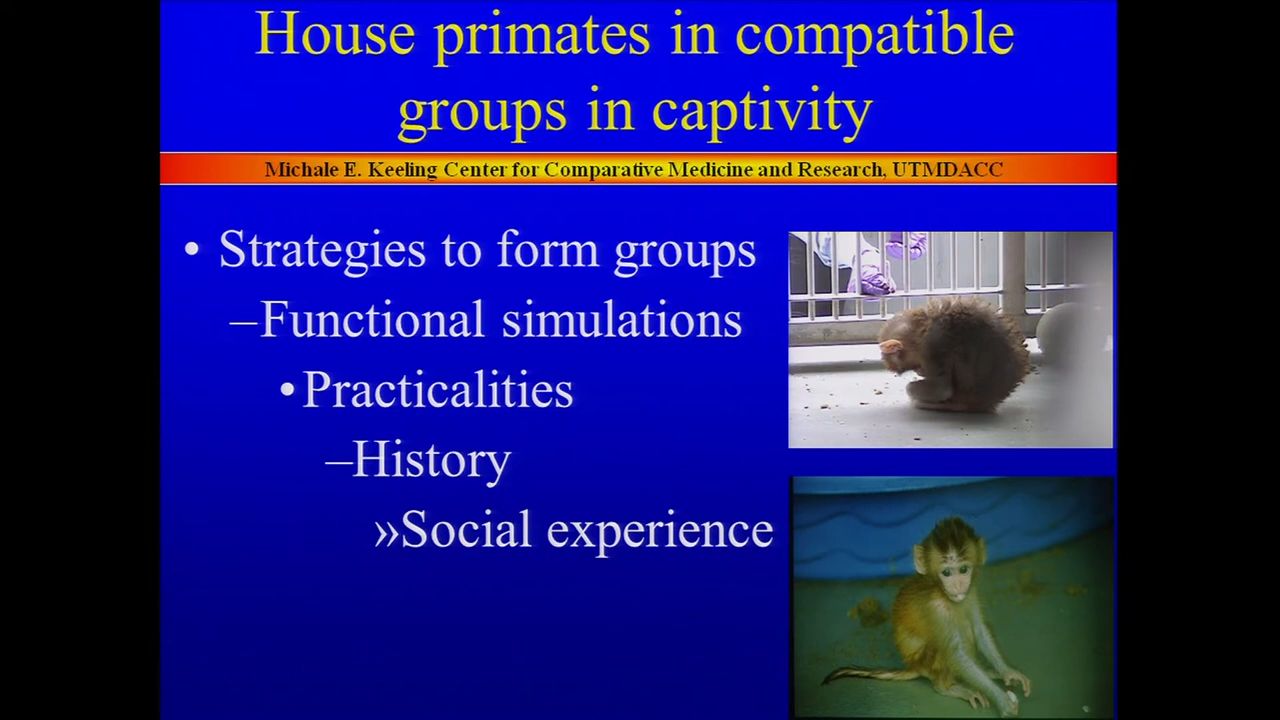 House primates in compatible
groups in captivity
Michale E. Keeling Center for Comparative Medicine and Research, UTMDACC
• Strategies to form groups
–Functional simulations
•Practicalities
–History
»Social experience